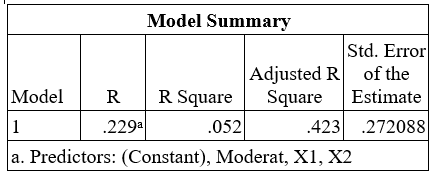 Model Summary
Model R R Square Adjusted R Square Std. Error of the Estimate
1 .229a .052 .423 .272088
a. Predictors: (Constant), Moderat, X1, X2